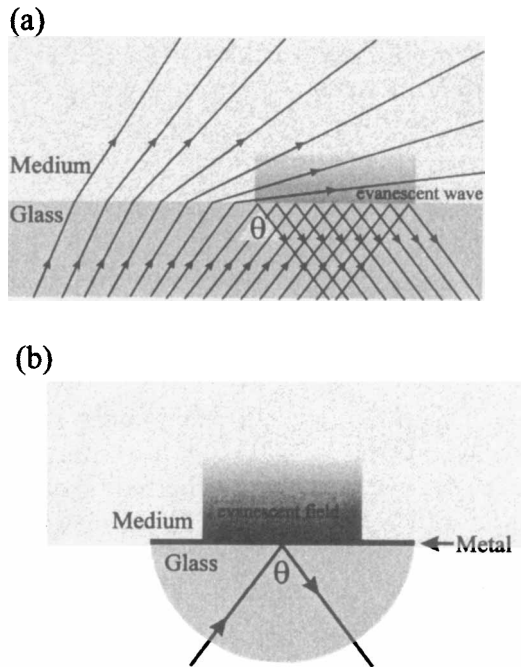 (a)
Medium
Glass
evanescent wave
θ
(b)
evanescent field
Medium
Metal
Glass
θ